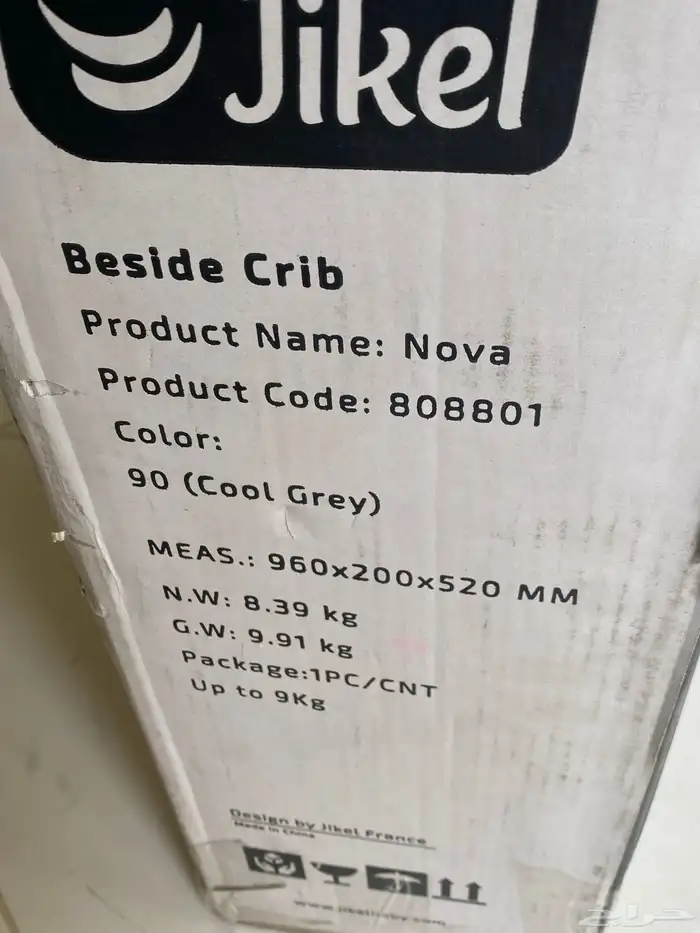 Jikel
Beside Crib
Product Name: Nova
Product Code: 808801
Color:
90 (Cool Grey)
MEAS.: 960x200x520 MM
N.W: 8.39 kg
G.W: 9.91 kg
Package:1PC/CNT
Up to 9Kg
Design by Jikel France
Made in China
حراج